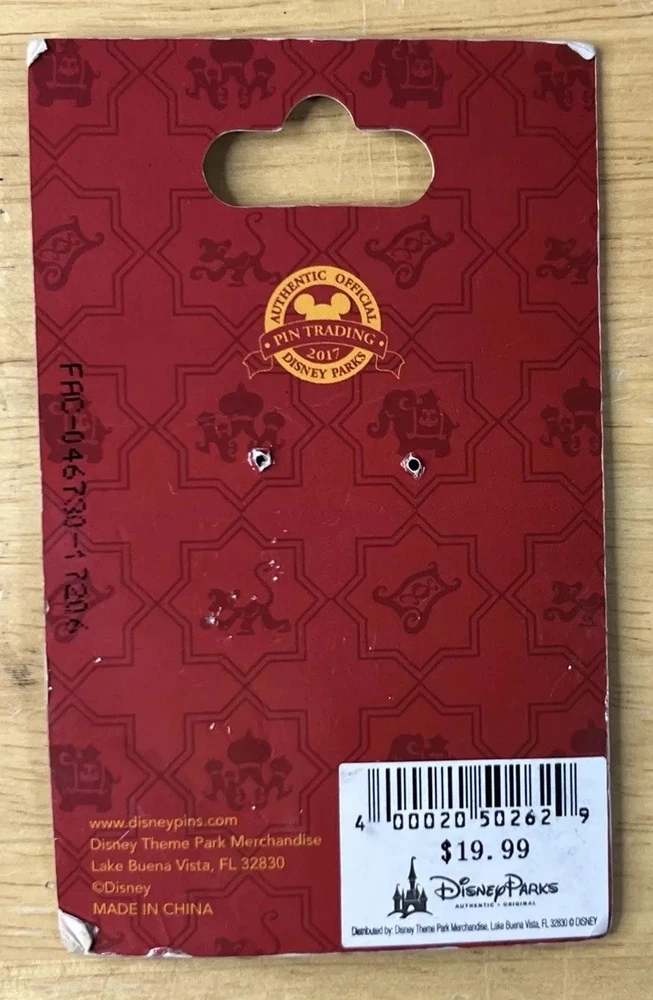 AUTHENTIC OFFICIAL
PIN TRADING
2017
DISNEY PARKS
FAC-046730-17206
www.disneypins.com
Disney Theme Park Merchandise
Lake Buena Vista, FL 32830
©Disney
MADE IN CHINA
4 00020 50262 9
$19.99
Disney Parks
AUTHENTIC • ORIGINAL
Distributed by: Disney Theme Park Merchandise, Lake Buena Vista, FL 32830 © DISNEY